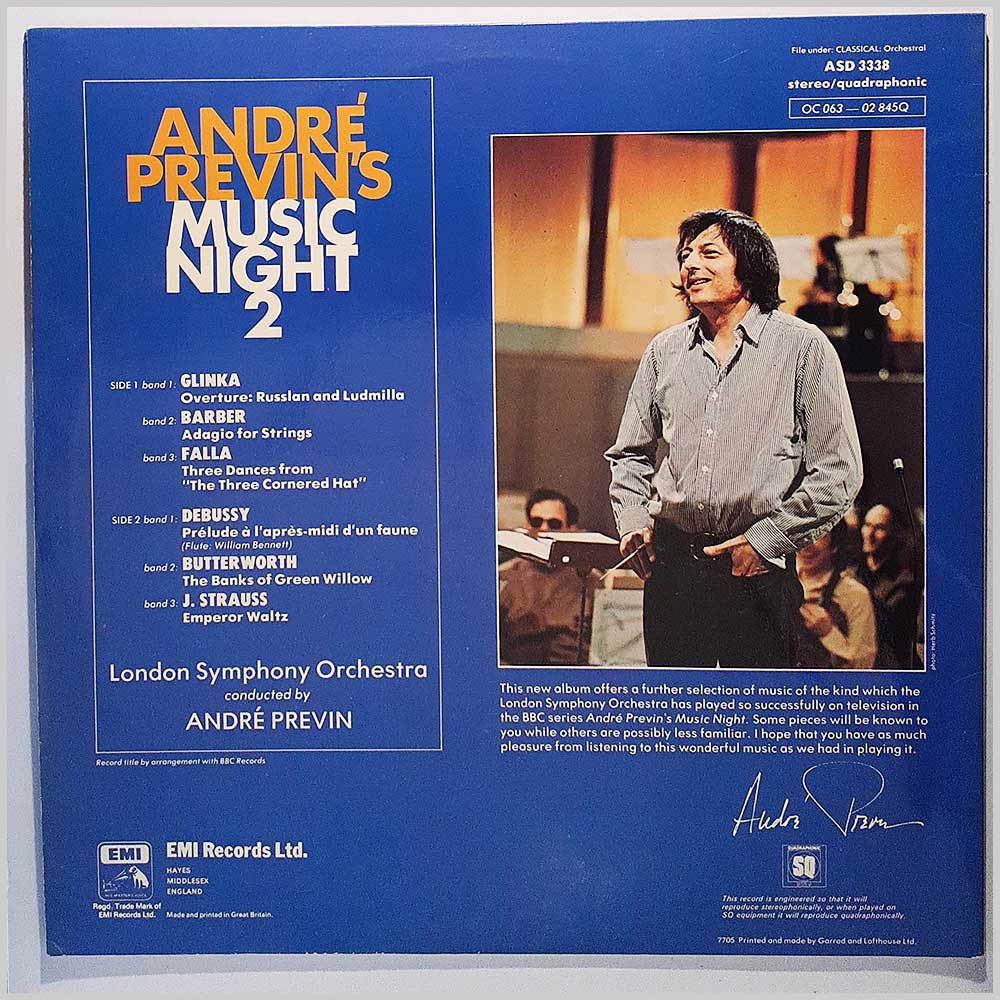 File under: CLASSICAL: Orchestral
ASD 3338
stereo/quadraphonic
OC 063 — 02 845Q
ANDRÉ
PREVIN'S
MUSIC
NIGHT
2
SIDE 1 band 1: GLINKA
Overture: Russlan and Ludmilla
band 2: BARBER
Adagio for Strings
band 3: FALLA
Three Dances from
"The Three Cornered Hat"
SIDE 2 band 1: DEBUSSY
Prélude à l'après-midi d'un faune
(Flute: William Bennett)
band 2: BUTTERWORTH
The Banks of Green Willow
band 3: J. STRAUSS
Emperor Waltz
London Symphony Orchestra
conducted by
ANDRÉ PREVIN
Record title by arrangement with BBC Records
photo: Herb Schmitz
This new album offers a further selection of music of the kind which the
London Symphony Orchestra has played so successfully on television in
the BBC series André Previn's Music Night. Some pieces will be known to
you while others are possibly less familiar. I hope that you have as much
pleasure from listening to this wonderful music as we had in playing it.
André Previn
EMI
HIS MASTER'S VOICE
Regd. Trade Mark of
EMI Records Ltd.
EMI Records Ltd.
HAYES
MIDDLESEX
ENGLAND
Made and printed in Great Britain.
QUADRAPHONIC
SQ
This record is engineered so that it will
reproduce stereophonically, or when played on
SQ equipment it will reproduce quadraphonically.
7705 Printed and made by Garrod and Lofthouse Ltd.